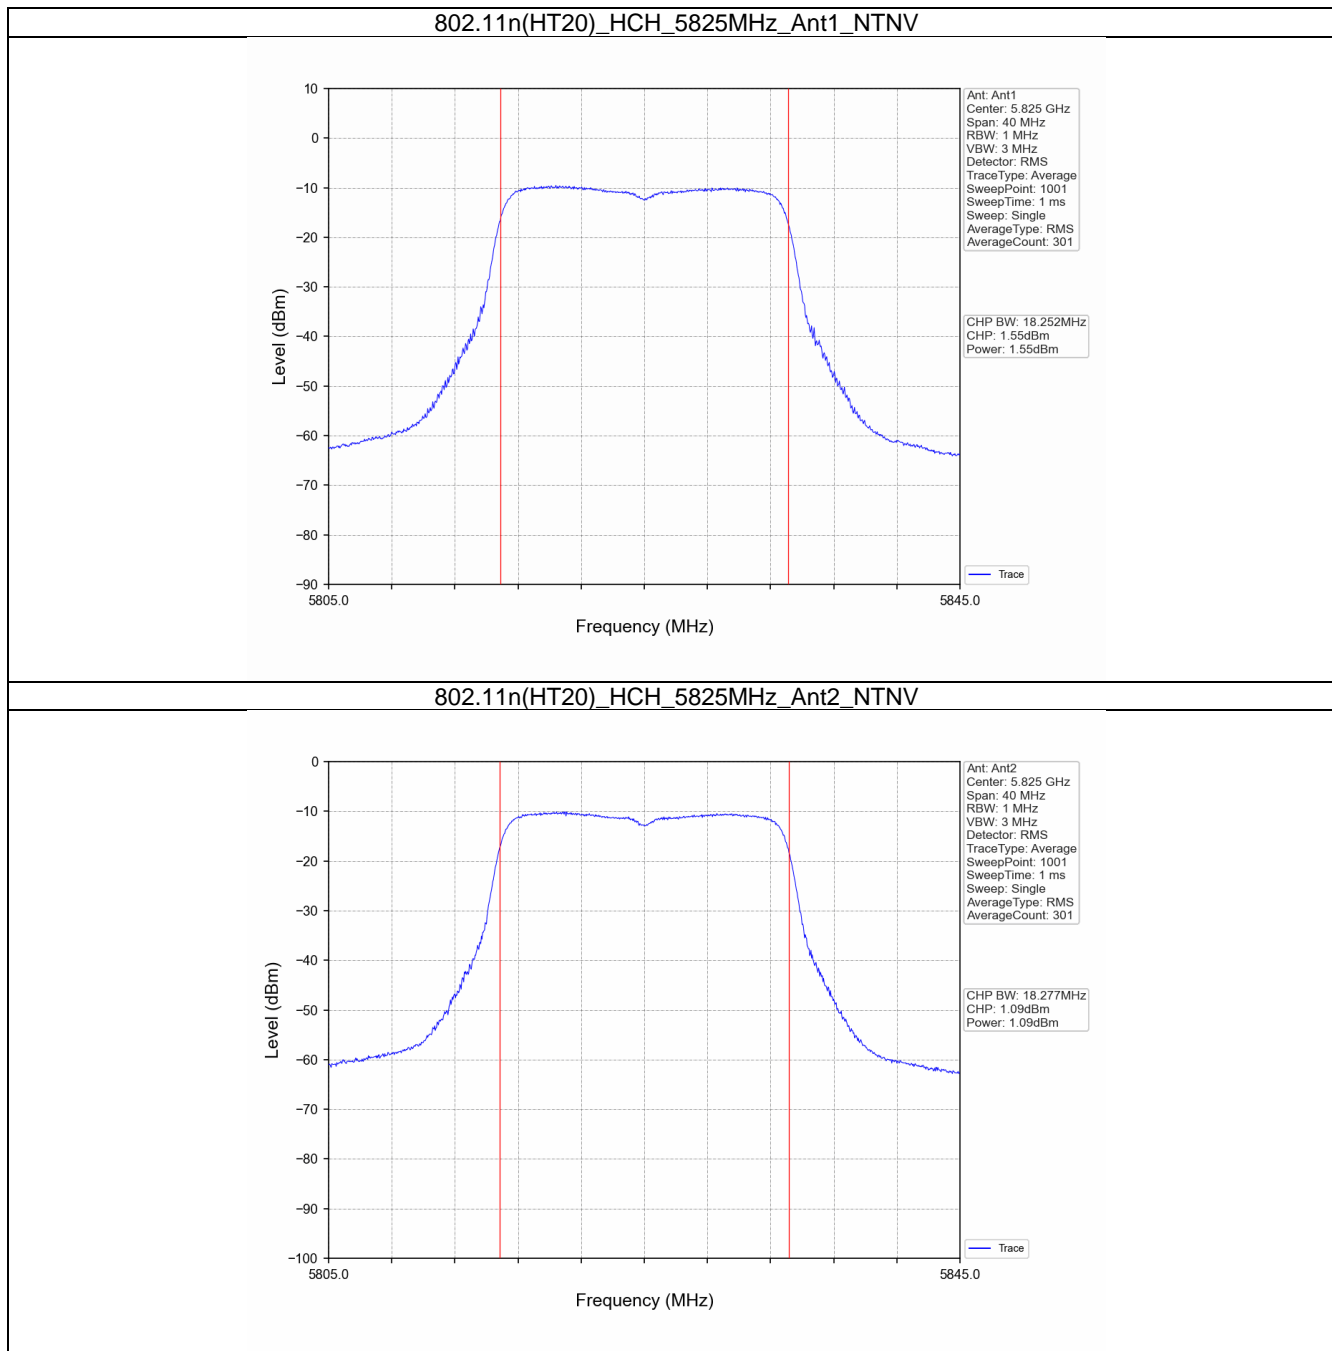 802.11n(HT20)_HCH_5825MHz_Ant1_NTNV
10
0
−10
−20
−30
−40
−50
−60
−70
−80
−90
Level (dBm)
5805.0
5845.0
Frequency (MHz)
Ant: Ant1
Center: 5.825 GHz
Span: 40 MHz
RBW: 1 MHz
VBW: 3 MHz
Detector: RMS
TraceType: Average
SweepPoint: 1001
SweepTime: 1 ms
Sweep: Single
AverageType: RMS
AverageCount: 301
CHP BW: 18.252MHz
CHP: 1.55dBm
Power: 1.55dBm
Trace
802.11n(HT20)_HCH_5825MHz_Ant2_NTNV
0
−10
−20
−30
−40
−50
−60
−70
−80
−90
−100
Level (dBm)
5805.0
5845.0
Frequency (MHz)
Ant: Ant2
Center: 5.825 GHz
Span: 40 MHz
RBW: 1 MHz
VBW: 3 MHz
Detector: RMS
TraceType: Average
SweepPoint: 1001
SweepTime: 1 ms
Sweep: Single
AverageType: RMS
AverageCount: 301
CHP BW: 18.277MHz
CHP: 1.09dBm
Power: 1.09dBm
Trace